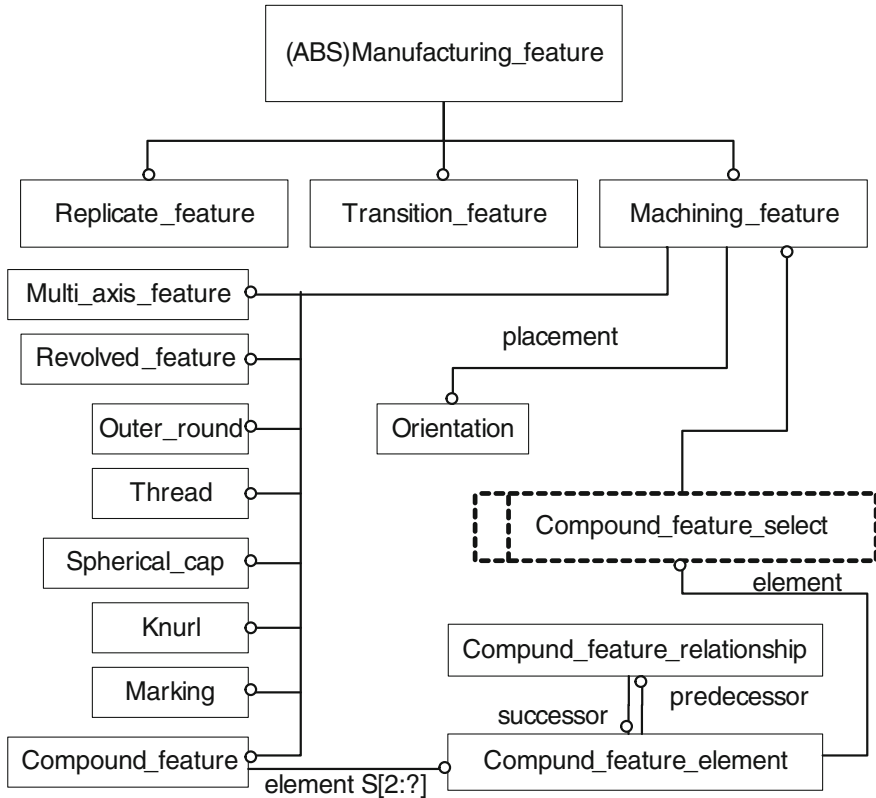 (ABS)Manufacturing_feature
Replicate_feature
Transition_feature
Machining_feature
Multi_axis_feature
Revolved_feature
placement
Outer_round
Orientation
Thread
Compound_feature_select
Spherical_cap
element
Knurl
Compund_feature_relationship
Marking
predecessor
successor
Compound_feature
Compund_feature_element
element S[2:?]